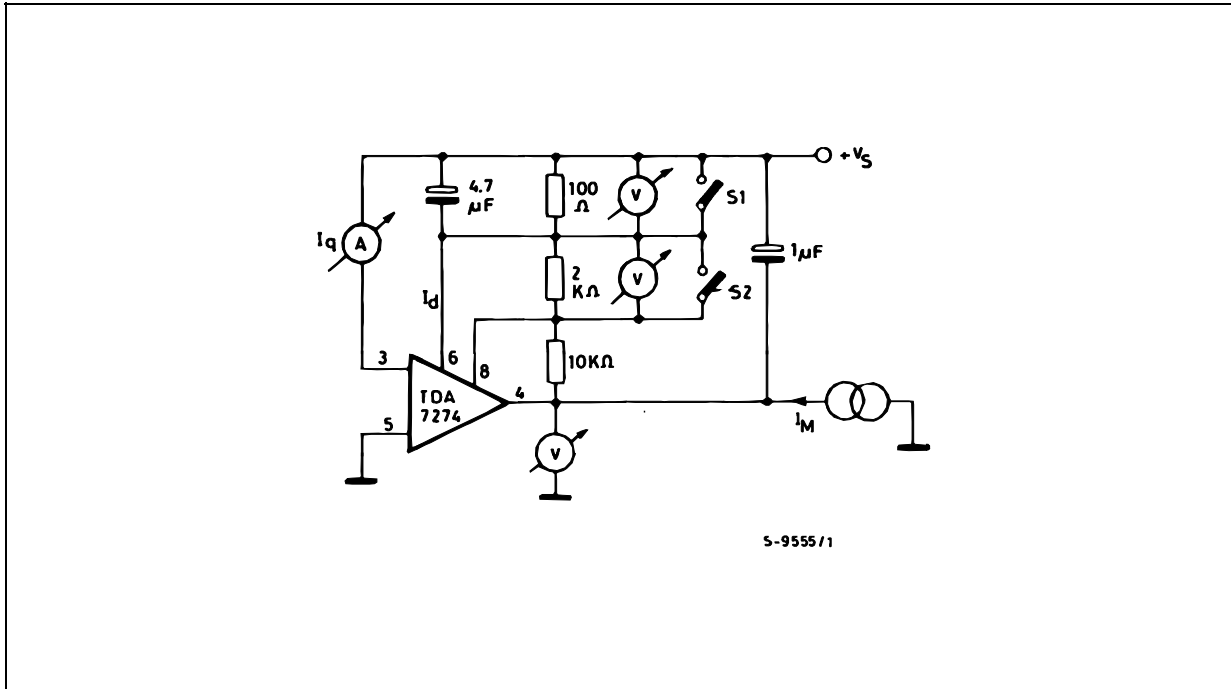 +VS
4.7
µF
100
Ω
V
S1
Iq
A
2
KΩ
V
S2
1µF
Id
3
6
8
10KΩ
TDA
7274
4
5
IM
V
S-9555/1